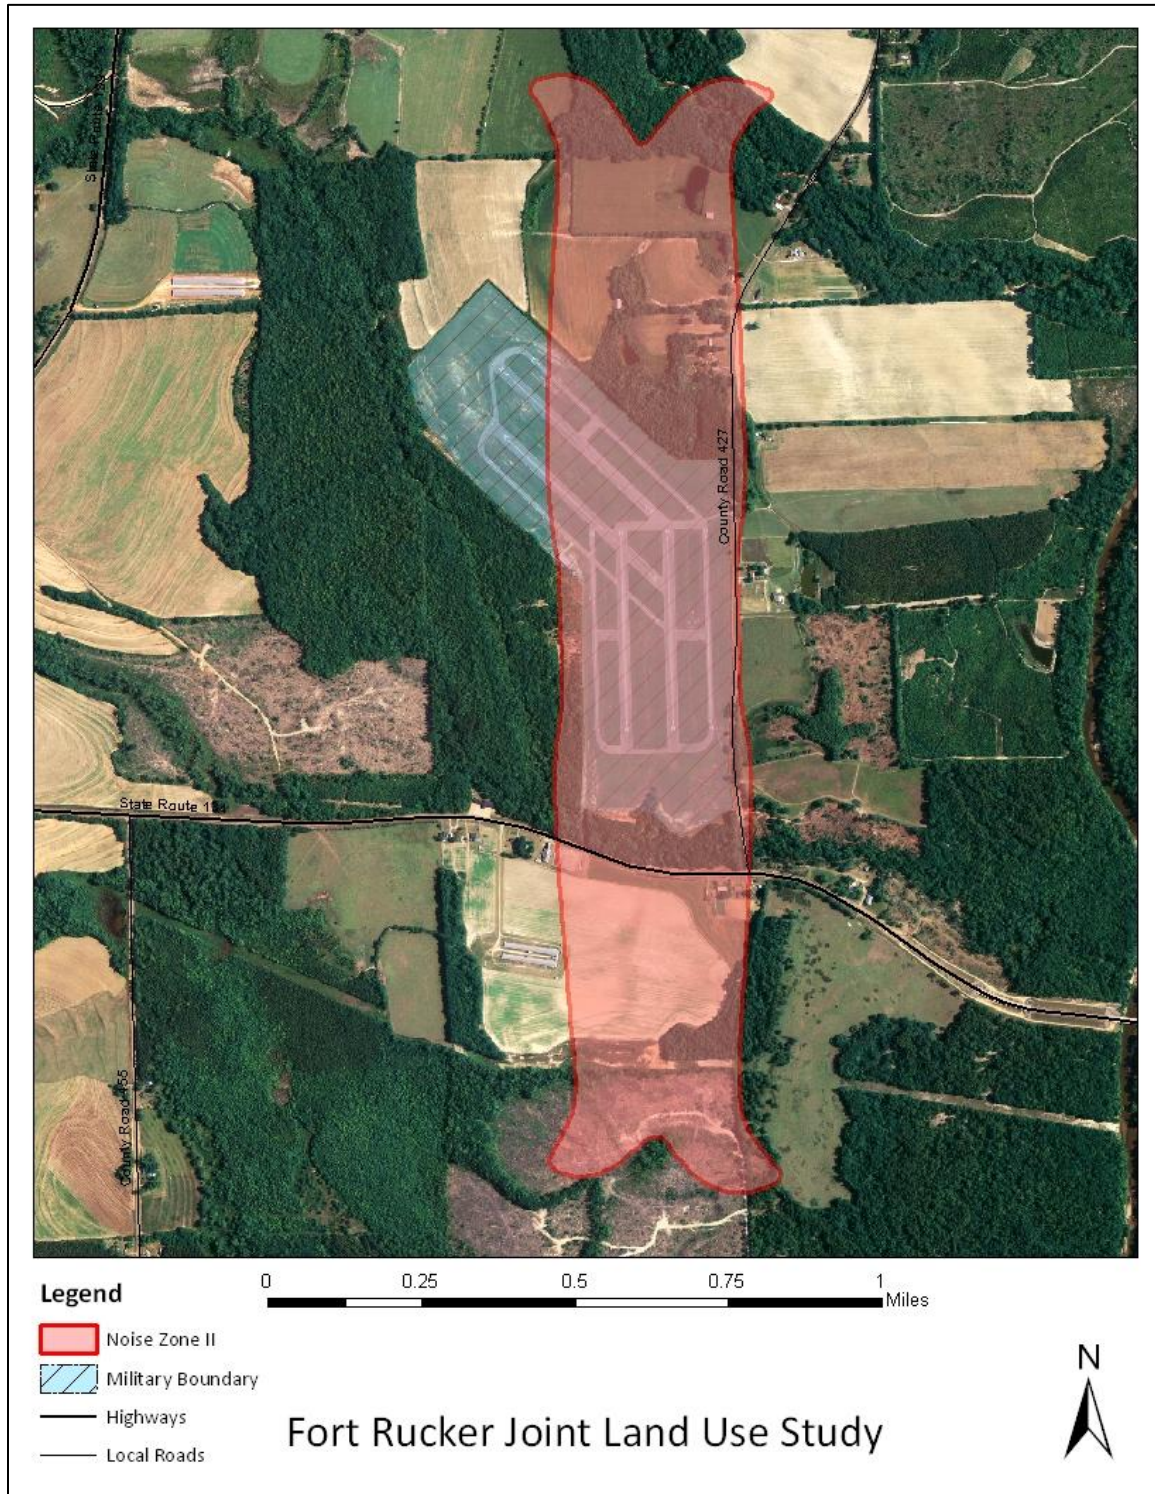 County Road 427
State Route
County Road 455
Legend
0 0.25 0.5 0.75 1
Miles
Noise Zone II
Military Boundary
Highways
Local Roads
N
Fort Rucker Joint Land Use Study